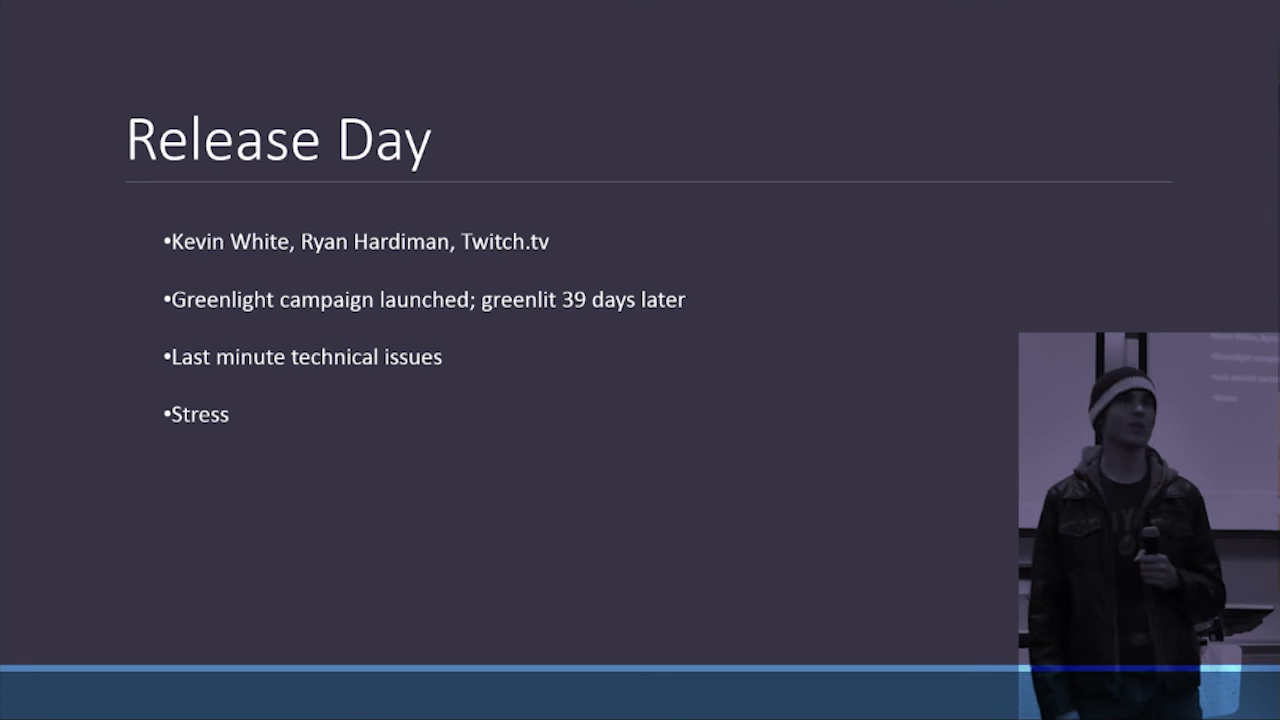 Release Day
•Kevin White, Ryan Hardiman, Twitch.tv
•Greenlight campaign launched; greenlit 39 days later
•Last minute technical issues
•Stress